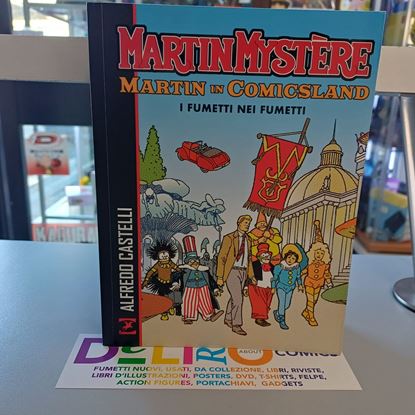 MARTIN MYSTÈRE
MARTIN IN COMICSLAND
I FUMETTI NEI FUMETTI
ALFREDO CASTELLI
ABOUT
COMICS
FUMETTI NUOVI, USATI, DA COLLEZIONE, LIBRI, RIVISTE,
LIBRI D'ILLUSTRAZIONI, POSTERS, DVD, T-SHIRTS, FELPE,
ACTION FIGURES, PORTACHIAVI, GADGETS